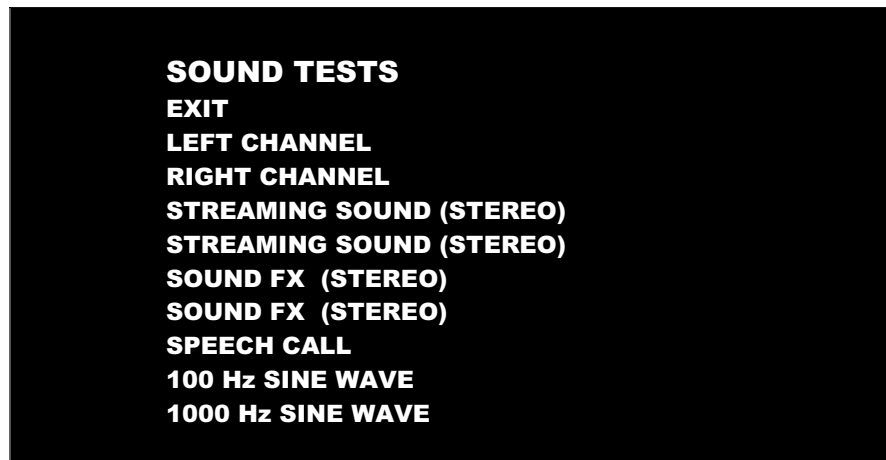 SOUND TESTS
EXIT
LEFT CHANNEL
RIGHT CHANNEL
STREAMING SOUND (STEREO)
STREAMING SOUND (STEREO)
SOUND FX  (STEREO)
SOUND FX  (STEREO)
SPEECH CALL
100 Hz SINE WAVE
1000 Hz SINE WAVE